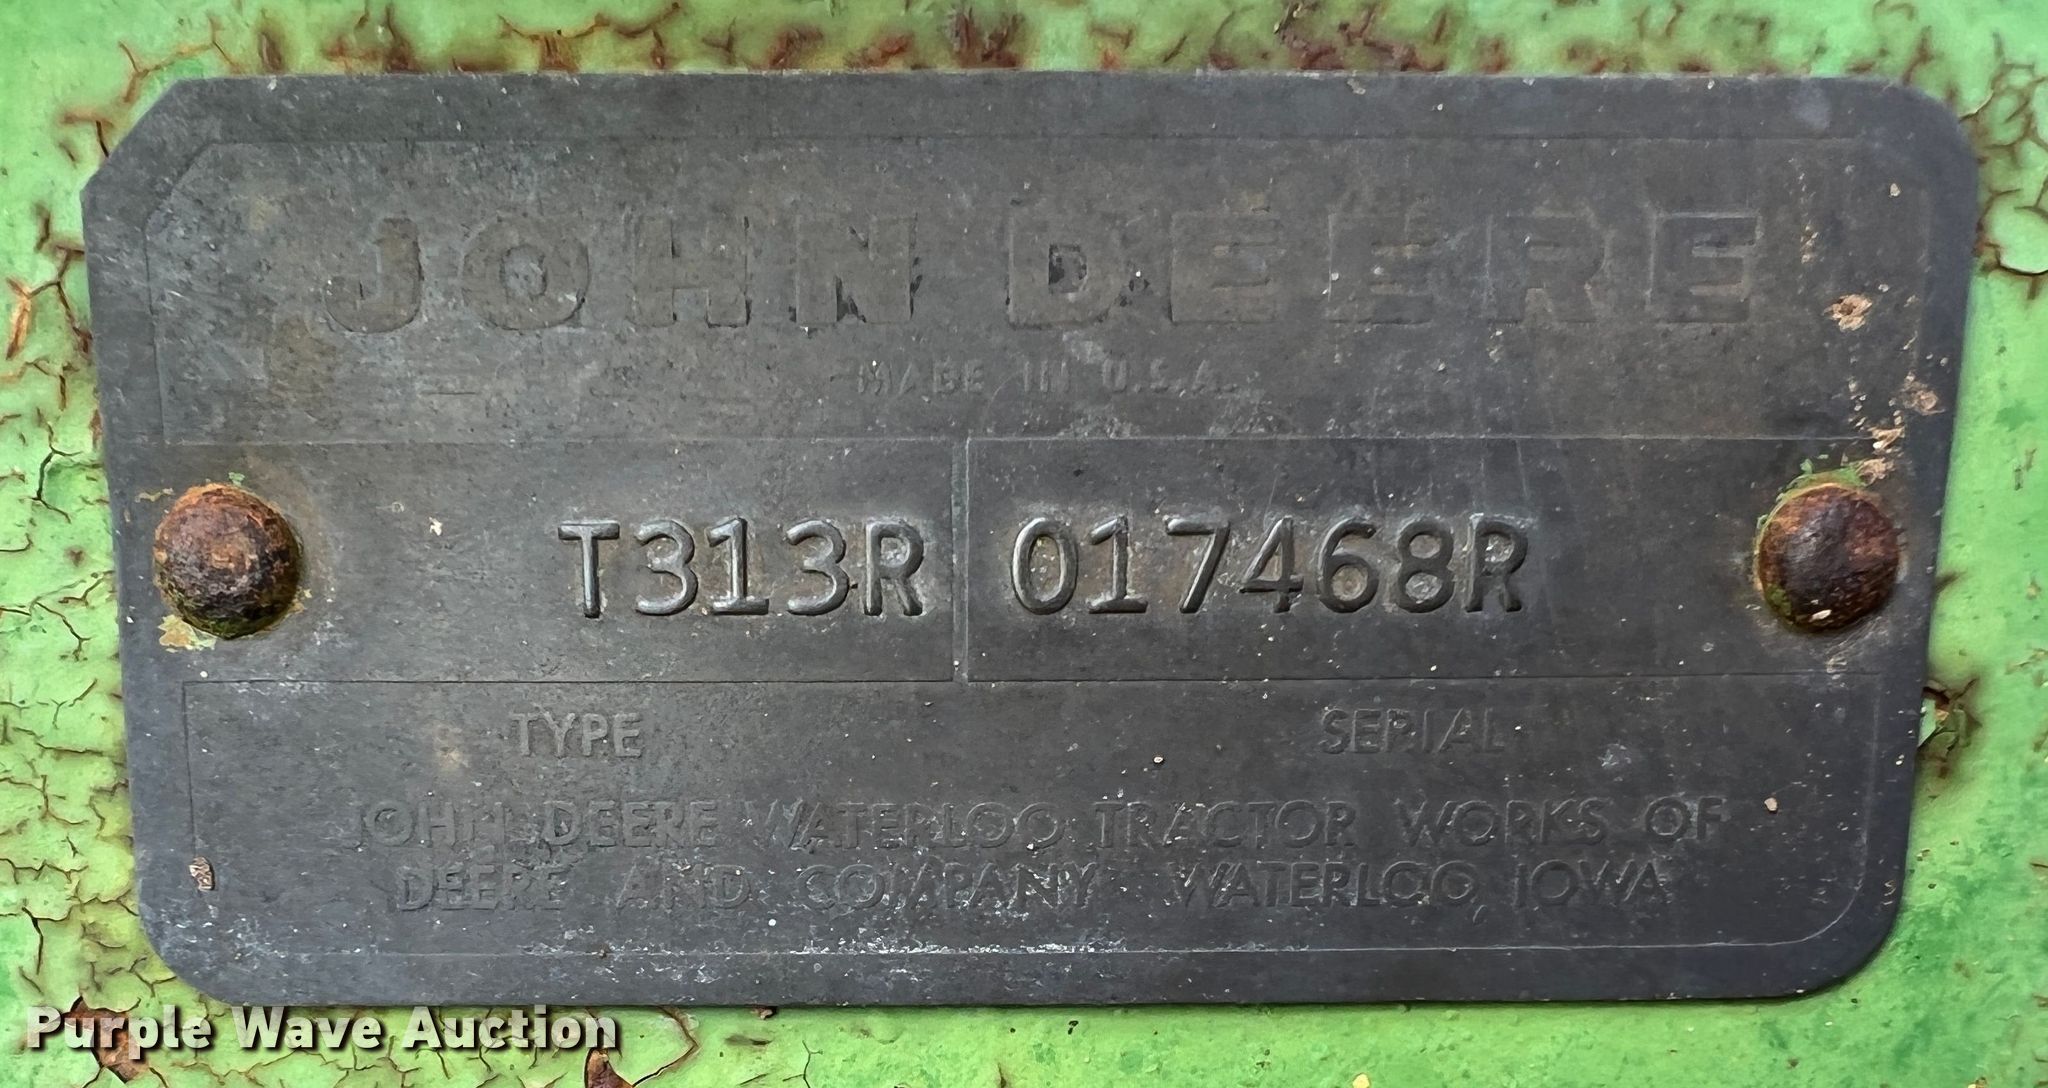 JOHN DEERE
MADE IN U.S.A.
T313R 017468R
TYPE SERIAL
JOHN DEERE WATERLOO TRACTOR WORKS OF
DEERE AND COMPANY WATERLOO IOWA
Purple Wave Auction